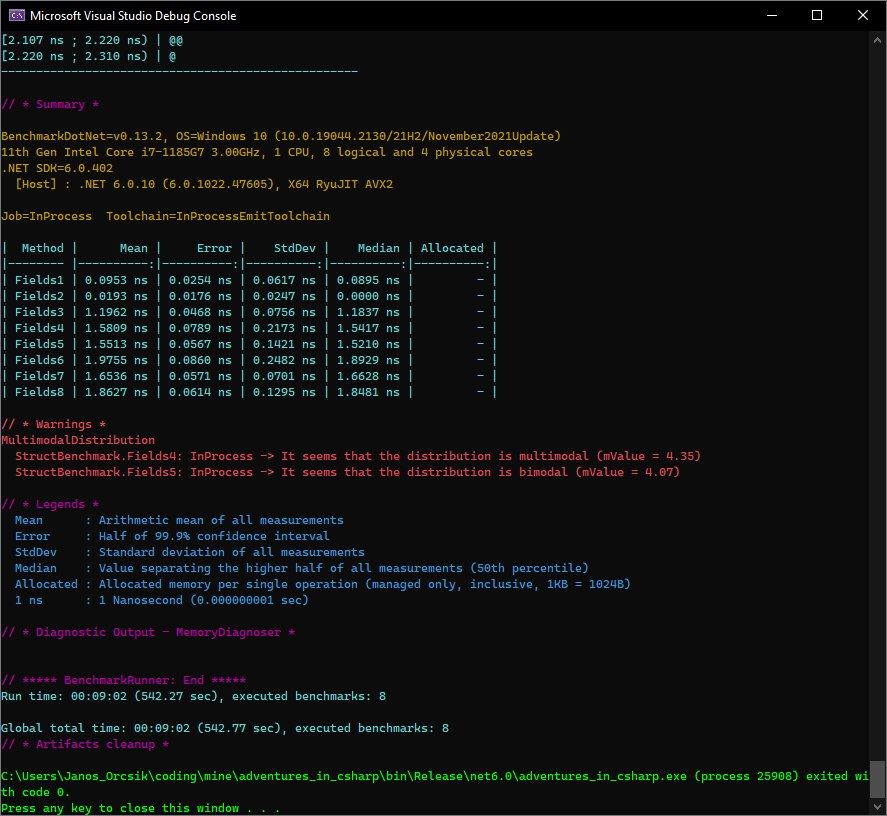 Microsoft Visual Studio Debug Console
[2.107 ns ; 2.220 ns) | @@
[2.220 ns ; 2.310 ns) | @
---------------------------------------------------
// * Summary *
BenchmarkDotNet=v0.13.2, OS=Windows 10 (10.0.19044.2130/21H2/November2021Update)
11th Gen Intel Core i7-1185G7 3.00GHz, 1 CPU, 8 logical and 4 physical cores
.NET SDK=6.0.402
  [Host] : .NET 6.0.10 (6.0.1022.47605), X64 RyuJIT AVX2
Job=InProcess  Toolchain=InProcessEmitToolchain
|  Method |      Mean |     Error |    StdDev |    Median | Allocated |
|-------- |----------:|----------:|----------:|----------:|----------:|
| Fields1 | 0.0953 ns | 0.0254 ns | 0.0617 ns | 0.0895 ns |         - |
| Fields2 | 0.0193 ns | 0.0176 ns | 0.0247 ns | 0.0000 ns |         - |
| Fields3 | 1.1962 ns | 0.0468 ns | 0.0756 ns | 1.1837 ns |         - |
| Fields4 | 1.5809 ns | 0.0789 ns | 0.2173 ns | 1.5417 ns |         - |
| Fields5 | 1.5513 ns | 0.0567 ns | 0.1421 ns | 1.5210 ns |         - |
| Fields6 | 1.9755 ns | 0.0860 ns | 0.2482 ns | 1.8929 ns |         - |
| Fields7 | 1.6536 ns | 0.0571 ns | 0.0701 ns | 1.6628 ns |         - |
| Fields8 | 1.8627 ns | 0.0614 ns | 0.1295 ns | 1.8481 ns |         - |
// * Warnings *
MultimodalDistribution
  StructBenchmark.Fields4: InProcess -> It seems that the distribution is multimodal (mValue = 4.35)
  StructBenchmark.Fields5: InProcess -> It seems that the distribution is bimodal (mValue = 4.07)
// * Legends *
  Mean      : Arithmetic mean of all measurements
  Error     : Half of 99.9% confidence interval
  StdDev    : Standard deviation of all measurements
  Median    : Value separating the higher half of all measurements (50th percentile)
  Allocated : Allocated memory per single operation (managed only, inclusive, 1KB = 1024B)
  1 ns      : 1 Nanosecond (0.000000001 sec)
// * Diagnostic Output - MemoryDiagnoser *
// ***** BenchmarkRunner: End *****
Run time: 00:09:02 (542.27 sec), executed benchmarks: 8
Global total time: 00:09:02 (542.77 sec), executed benchmarks: 8
// * Artifacts cleanup *
C:\Users\Janos_Orcsik\coding\mine\adventures_in_csharp\bin\Release\net6.0\adventures_in_csharp.exe (process 25908) exited wi
th code 0.
Press any key to close this window . . .